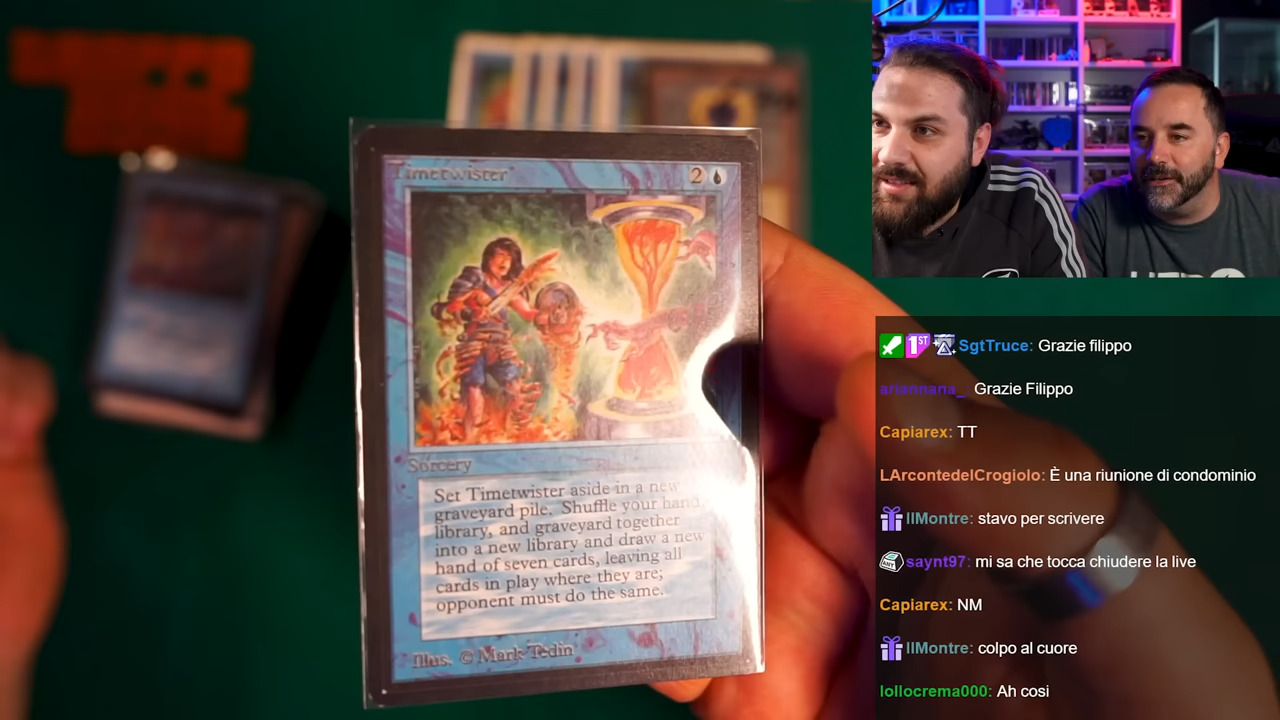 Timetwister
2
Sorcery
Set Timetwister aside in a new
graveyard pile. Shuffle your hand,
library, and graveyard together
into a new library and draw a new
hand of seven cards, leaving all
cards in play where they are;
opponent must do the same.
Illus. © Mark Tedin
1ST SgtTruce: Grazie filippo
ariannana_ Grazie Filippo
Capiarex: TT
LArcontedelCrogiolo: È una riunione di condominio
IlMontre: stavo per scrivere
saynt97: mi sa che tocca chiudere la live
Capiarex: NM
IlMontre: colpo al cuore
lollocrema000: Ah cosi